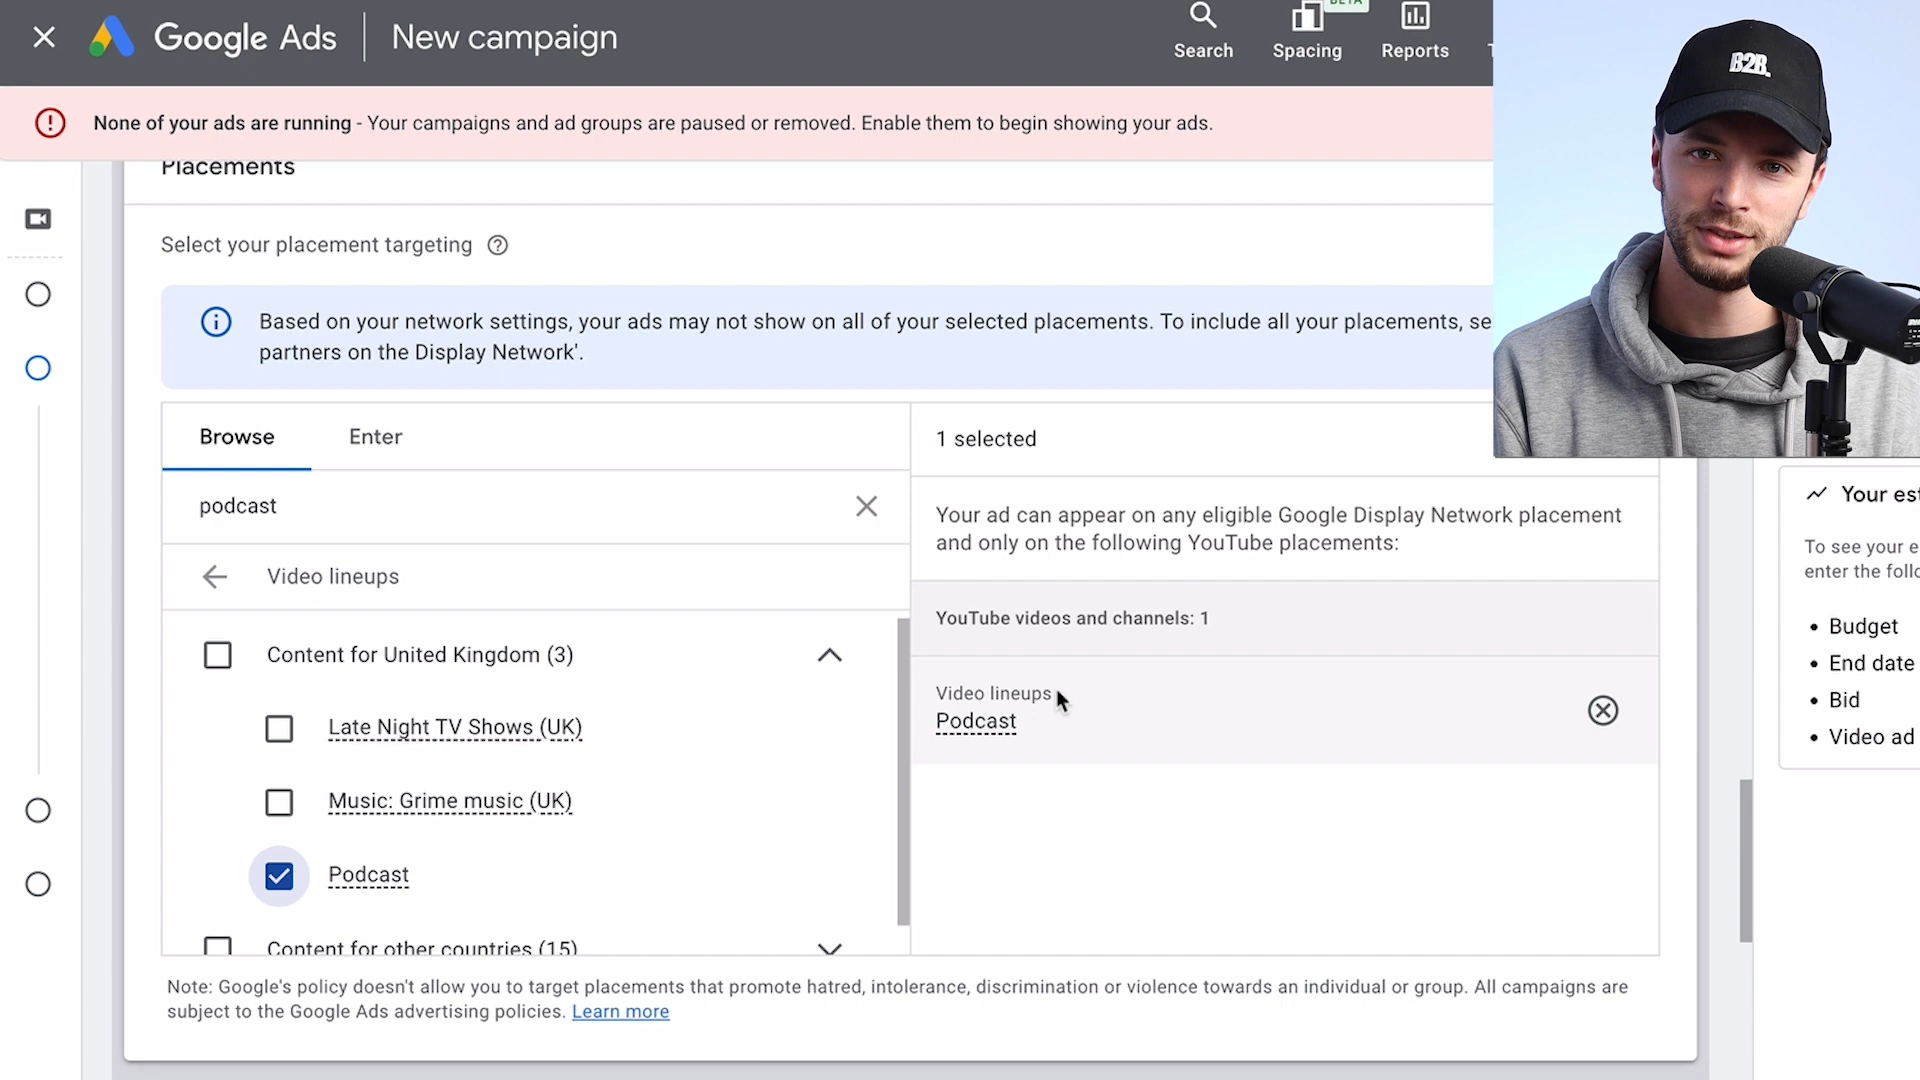 Google Ads
New campaign
BETA
Search
Spacing
Reports
B2B.
None of your ads are running - Your campaigns and ad groups are paused or removed. Enable them to begin showing your ads.
Placements
Select your placement targeting
Based on your network settings, your ads may not show on all of your selected placements. To include all your placements, se
partners on the Display Network'.
Browse
Enter
podcast
Video lineups
Content for United Kingdom (3)
Late Night TV Shows (UK)
Music: Grime music (UK)
Podcast
Content for other countries (15)
1 selected
Your ad can appear on any eligible Google Display Network placement
and only on the following YouTube placements:
YouTube videos and channels: 1
Video lineups
Podcast
Your est
To see your e
enter the follo
• Budget
• End date
• Bid
• Video ad
Note: Google's policy doesn't allow you to target placements that promote hatred, intolerance, discrimination or violence towards an individual or group. All campaigns are
subject to the Google Ads advertising policies. Learn more